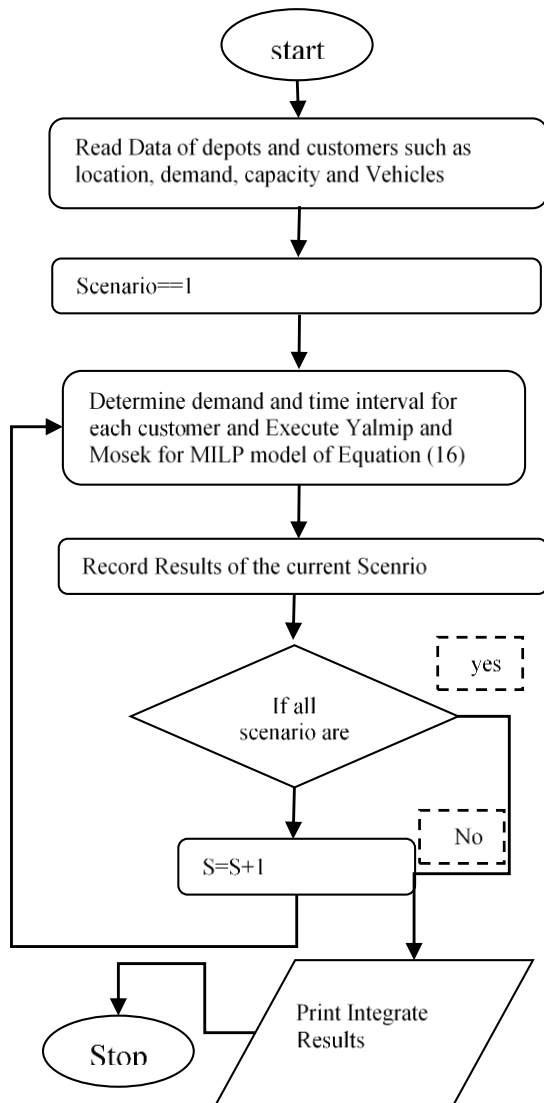 start
Read Data of depots and customers such as
location, demand, capacity and Vehicles
Scenario==1
Determine demand and time interval for
each customer and Execute Yalmip and
Mosek for MILP model of Equation (16)
Record Results of the current Scenrio
yes
If all
scenario are
No
S=S+1
Print Integrate
Results
Stop